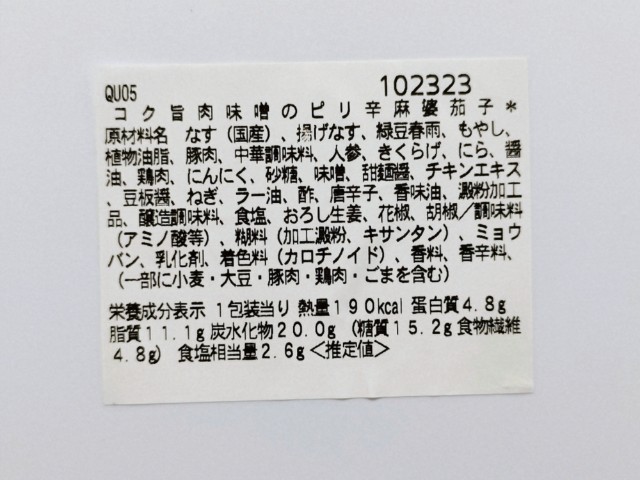 QU05 102323
コク旨肉味噌のピリ辛麻婆茄子＊
原材料名 なす（国産）、揚げなす、緑豆春雨、もやし、
植物油脂、豚肉、中華調味料、人参、きくらげ、にら、醤
油、鶏肉、にんにく、砂糖、味噌、甜麺醤、チキンエキス
、豆板醤、ねぎ、ラー油、酢、唐辛子、香味油、澱粉加工
品、醸造調味料、食塩、おろし生姜、花椒、胡椒／調味料
（アミノ酸等）、糊料（加工澱粉、キサンタン）、ミョウ
バン、乳化剤、着色料（カロチノイド）、香料、香辛料、
（一部に小麦・大豆・豚肉・鶏肉・ごまを含む）
栄養成分表示 1包装当り 熱量190kcal 蛋白質4.8g
脂質11.1g炭水化物20.0g （糖質15.2g食物繊維
4.8g） 食塩相当量2.6g＜推定値＞